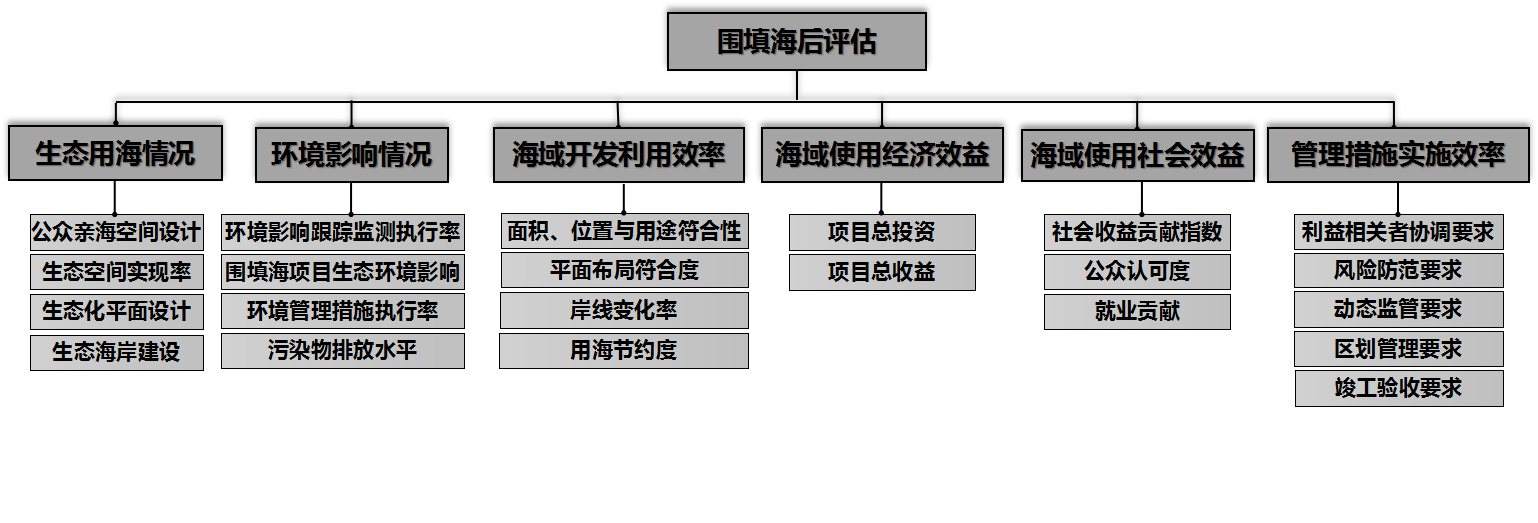 围填海后评估
生态用海情况
公众亲海空间设计
生态空间实现率
生态化平面设计
生态海岸建设
环境影响情况
环境影响跟踪监测执行率
围填海项目生态环境影响
环境管理措施执行率
污染物排放水平
海域开发利用效率
面积、位置与用途符合性
平面布局符合度
岸线变化率
用海节约度
海域使用经济效益
项目总投资
项目总收益
海域使用社会效益
社会收益贡献指数
公众认可度
就业贡献
管理措施实施效率
利益相关者协调要求
风险防范要求
动态监管要求
区划管理要求
竣工验收要求